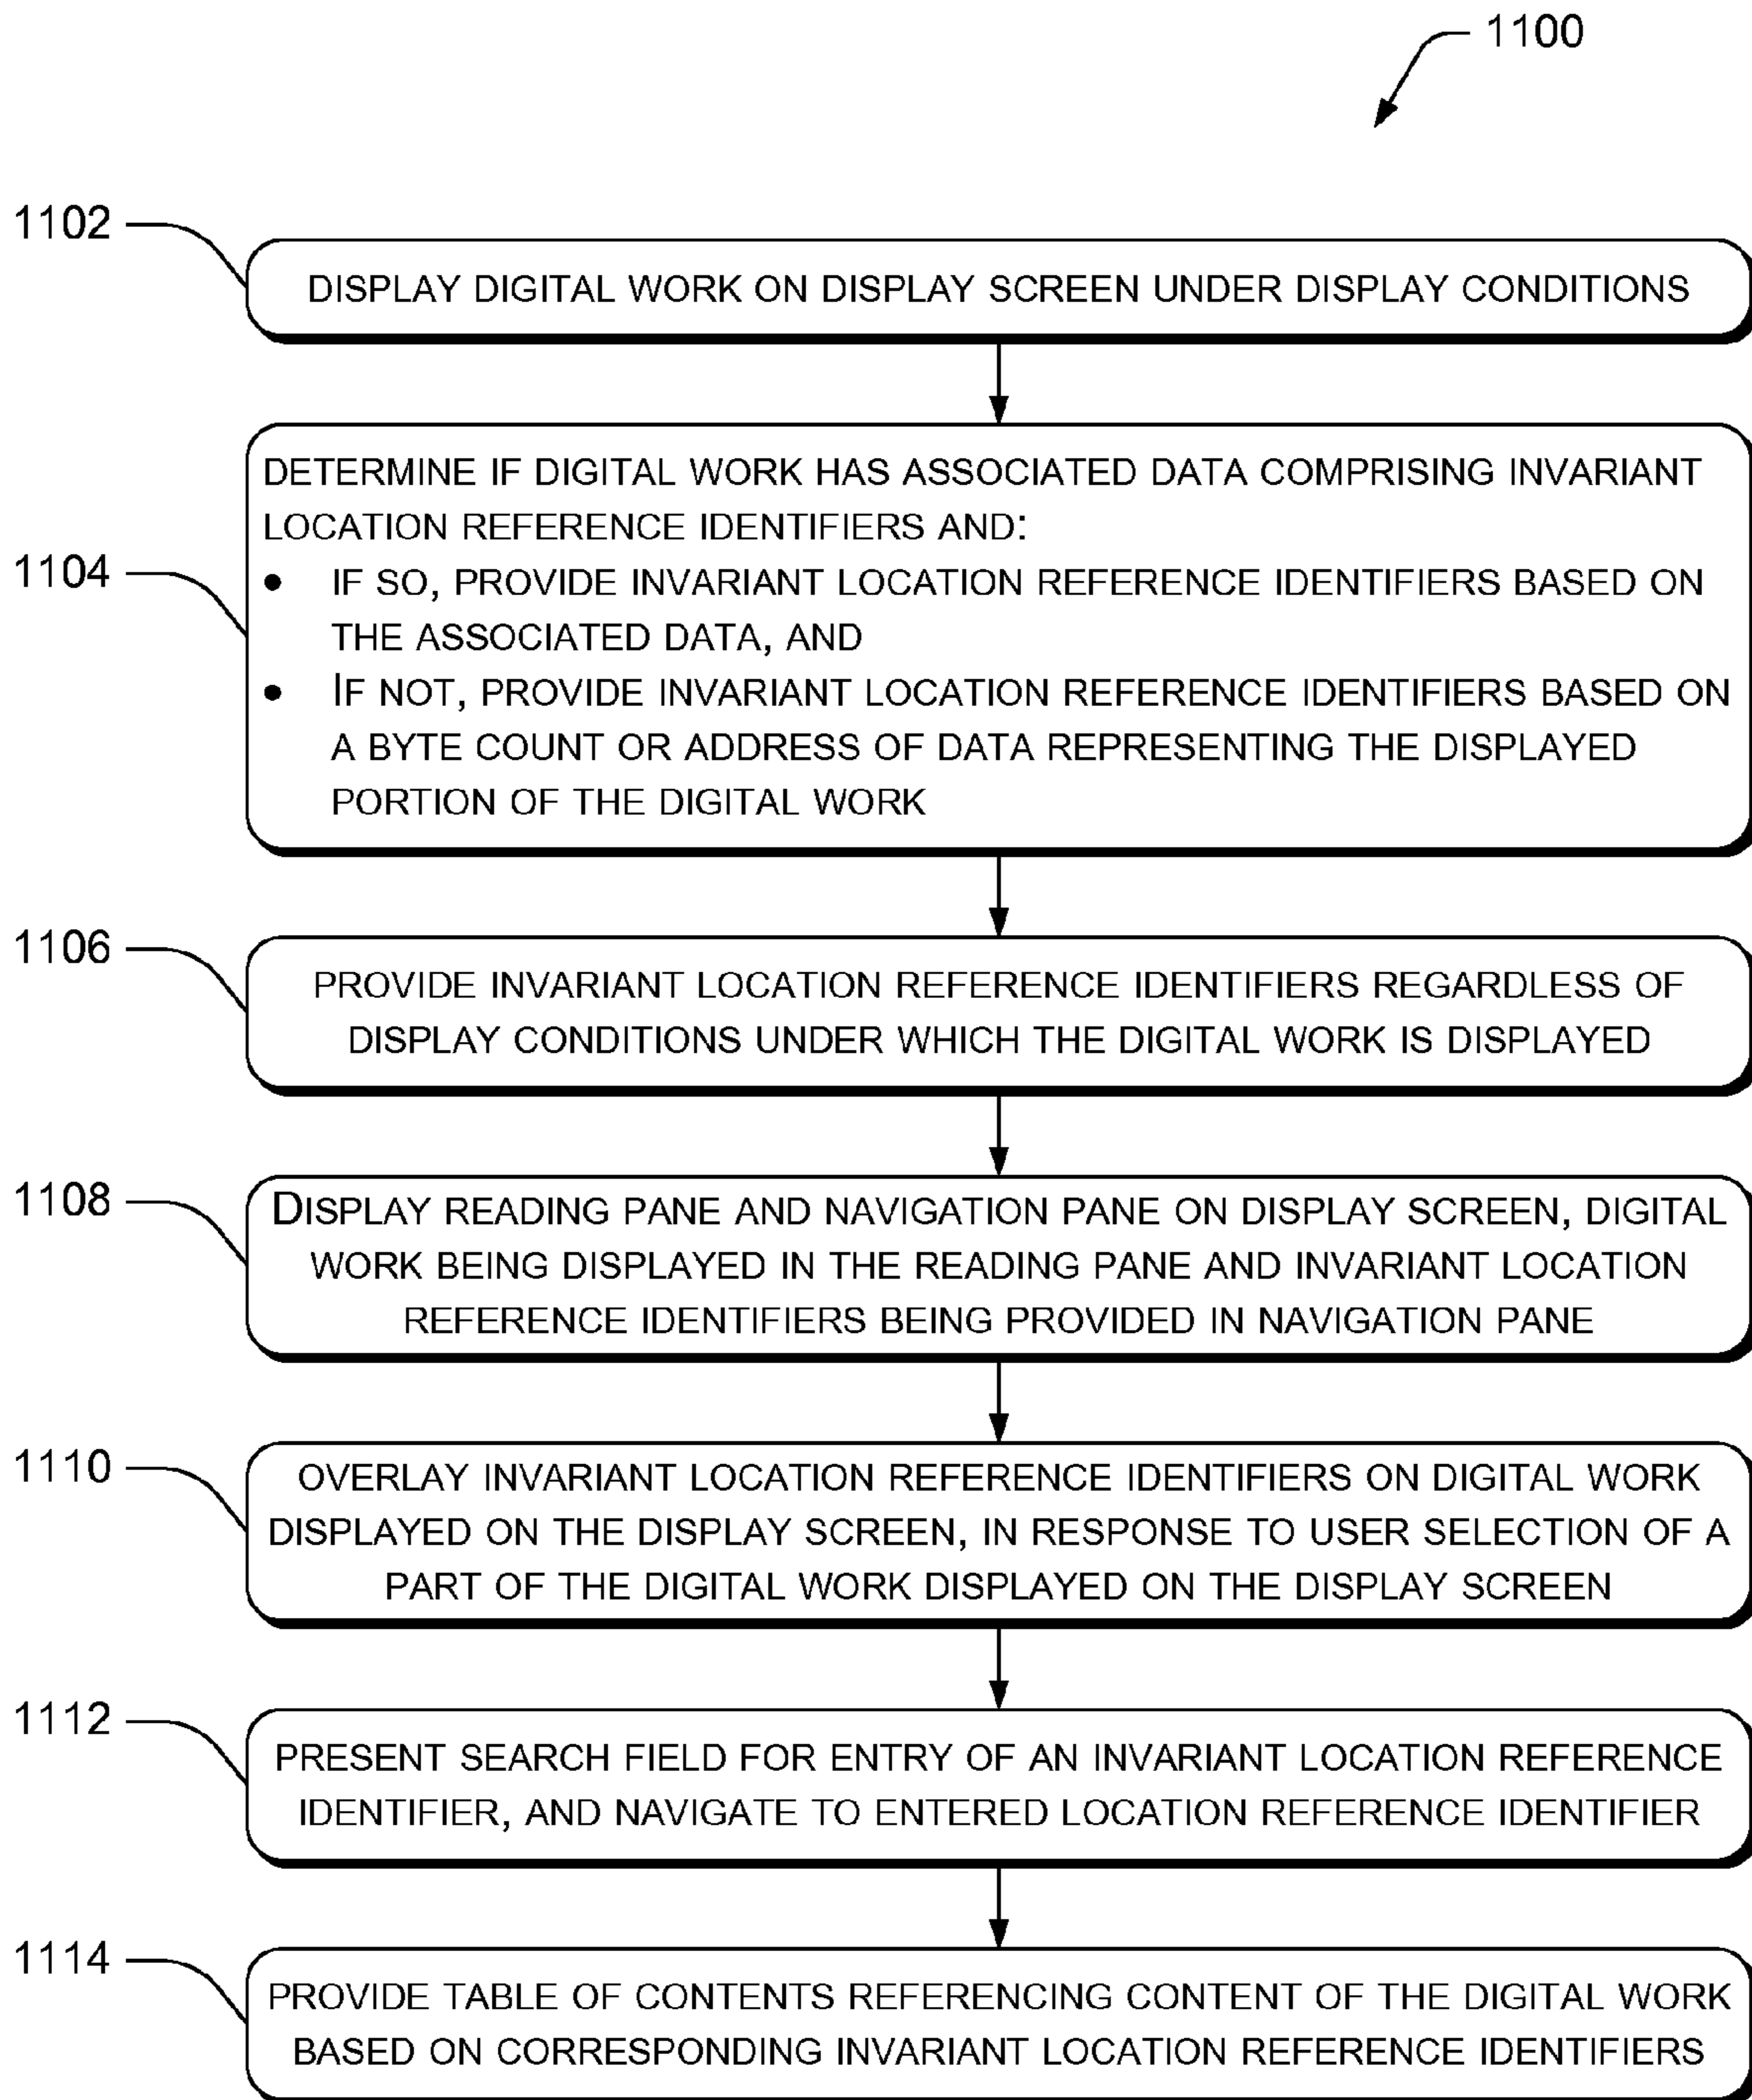 1100
1102
DISPLAY DIGITAL WORK ON DISPLAY SCREEN UNDER DISPLAY CONDITIONS
1104
DETERMINE IF DIGITAL WORK HAS ASSOCIATED DATA COMPRISING INVARIANT
LOCATION REFERENCE IDENTIFIERS AND:
• IF SO, PROVIDE INVARIANT LOCATION REFERENCE IDENTIFIERS BASED ON
THE ASSOCIATED DATA, AND
• IF NOT, PROVIDE INVARIANT LOCATION REFERENCE IDENTIFIERS BASED ON
A BYTE COUNT OR ADDRESS OF DATA REPRESENTING THE DISPLAYED
PORTION OF THE DIGITAL WORK
1106
PROVIDE INVARIANT LOCATION REFERENCE IDENTIFIERS REGARDLESS OF
DISPLAY CONDITIONS UNDER WHICH THE DIGITAL WORK IS DISPLAYED
1108
DISPLAY READING PANE AND NAVIGATION PANE ON DISPLAY SCREEN, DIGITAL
WORK BEING DISPLAYED IN THE READING PANE AND INVARIANT LOCATION
REFERENCE IDENTIFIERS BEING PROVIDED IN NAVIGATION PANE
1110
OVERLAY INVARIANT LOCATION REFERENCE IDENTIFIERS ON DIGITAL WORK
DISPLAYED ON THE DISPLAY SCREEN, IN RESPONSE TO USER SELECTION OF A
PART OF THE DIGITAL WORK DISPLAYED ON THE DISPLAY SCREEN
1112
PRESENT SEARCH FIELD FOR ENTRY OF AN INVARIANT LOCATION REFERENCE
IDENTIFIER, AND NAVIGATE TO ENTERED LOCATION REFERENCE IDENTIFIER
1114
PROVIDE TABLE OF CONTENTS REFERENCING CONTENT OF THE DIGITAL WORK
BASED ON CORRESPONDING INVARIANT LOCATION REFERENCE IDENTIFIERS